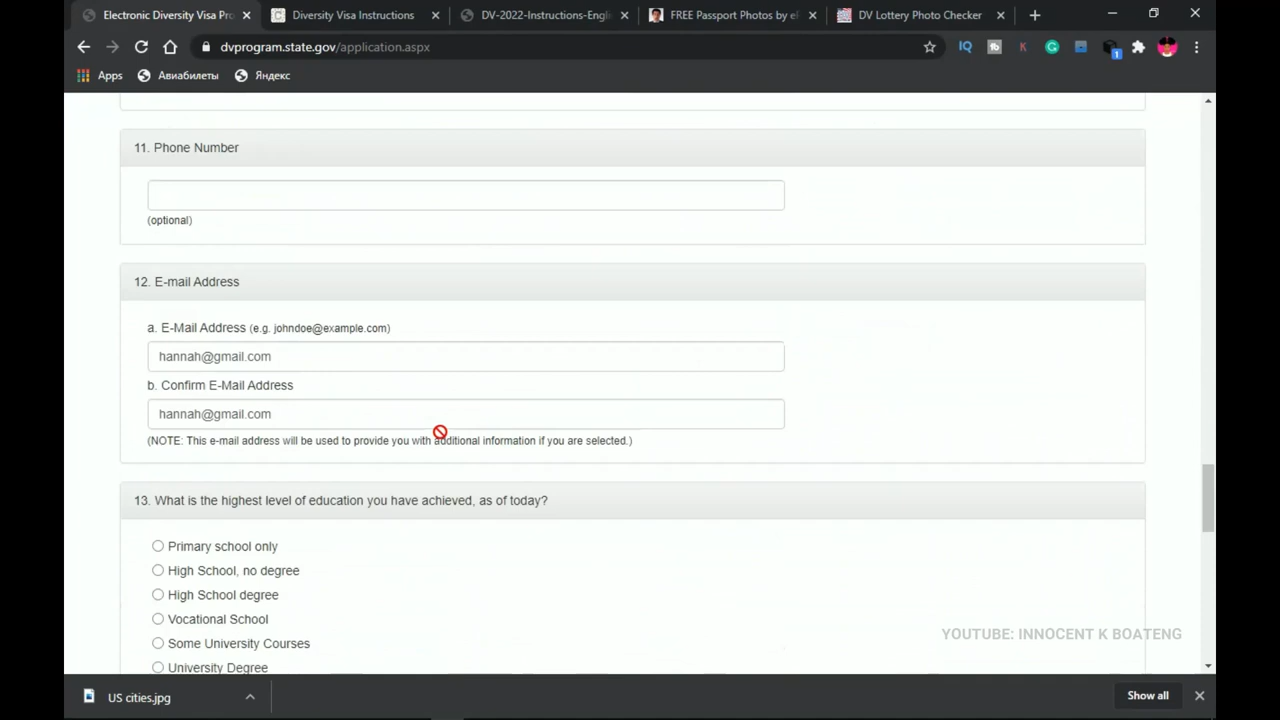 Electronic Diversity Visa Pro
Diversity Visa Instructions
DV-2022-Instructions-Engli
FREE Passport Photos by eP
DV Lottery Photo Checker
dvprogram.state.gov/application.aspx
Apps
Авиабилеты
Яндекс
11. Phone Number
(optional)
12. E-mail Address
a. E-Mail Address (e.g. johndoe@example.com)
hannah@gmail.com
b. Confirm E-Mail Address
hannah@gmail.com
(NOTE: This e-mail address will be used to provide you with additional information if you are selected.)
13. What is the highest level of education you have achieved, as of today?
Primary school only
High School, no degree
High School degree
Vocational School
Some University Courses
University Degree
YOUTUBE: INNOCENT K BOATENG
US cities.jpg
Show all